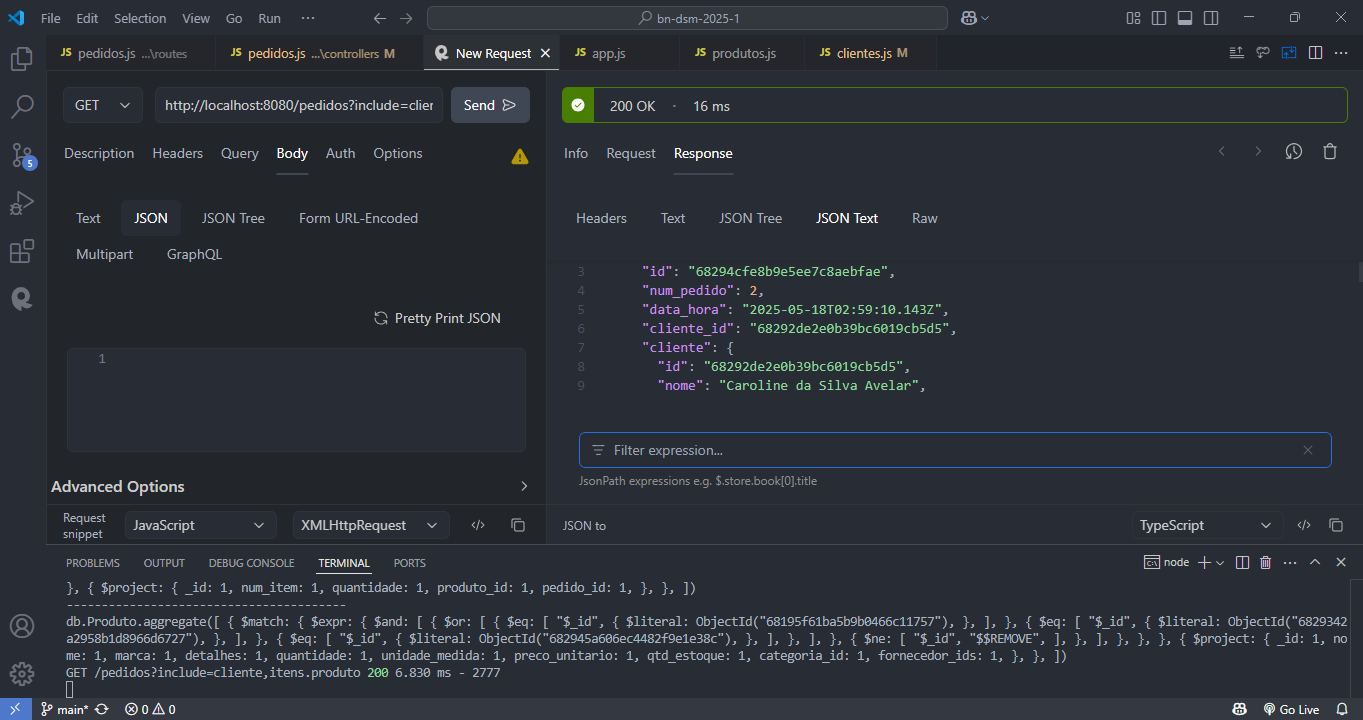 File Edit Selection View Go Run ··· bn-dsm-2025-1
JS pedidos.js ...\routes JS pedidos.js ...\controllers M New Request JS app.js JS produtos.js JS clientes.js M
GET http://localhost:8080/pedidos?include=clier Send
200 OK · 16 ms
Description Headers Query Body Auth Options
Info Request Response
5
Text JSON JSON Tree Form URL-Encoded
Multipart GraphQL
Headers Text JSON Tree JSON Text Raw
Pretty Print JSON
1
3 "id": "68294cfe8b9e5ee7c8aebfae",
4 "num_pedido": 2,
5 "data_hora": "2025-05-18T02:59:10.143Z",
6 "cliente_id": "68292de2e0b39bc6019cb5d5",
7 "cliente": {
8 "id": "68292de2e0b39bc6019cb5d5",
9 "nome": "Caroline da Silva Avelar",
Filter expression...
JsonPath expressions e.g. $.store.book[0].title
Advanced Options
Request snippet JavaScript XMLHttpRequest
JSON to TypeScript
PROBLEMS OUTPUT DEBUG CONSOLE TERMINAL PORTS node
}, { $project: { _id: 1, num_item: 1, quantidade: 1, produto_id: 1, pedido_id: 1, }, }, ])
----------------------------------------
db.Produto.aggregate([ { $match: { $expr: { $and: [ { $or: [ { $eq: [ "$_id", { $literal: ObjectId("68195f61ba5b9b0466c11757"), }, ], }, { $eq: [ "$_id", { $literal: ObjectId("6829342
a2958b1d8966d6727"), }, ], }, { $eq: [ "$_id", { $literal: ObjectId("682945a606ec4482f9e1e38c"), }, ], }, ], }, { $ne: [ "$_id", "$$REMOVE", ], }, ], }, }, }, { $project: { _id: 1, no
me: 1, marca: 1, detalhes: 1, quantidade: 1, unidade_medida: 1, preco_unitario: 1, qtd_estoque: 1, categoria_id: 1, fornecedor_ids: 1, }, }, ])
GET /pedidos?include=cliente,itens.produto 200 6.830 ms - 2777
main* 0 0 Go Live